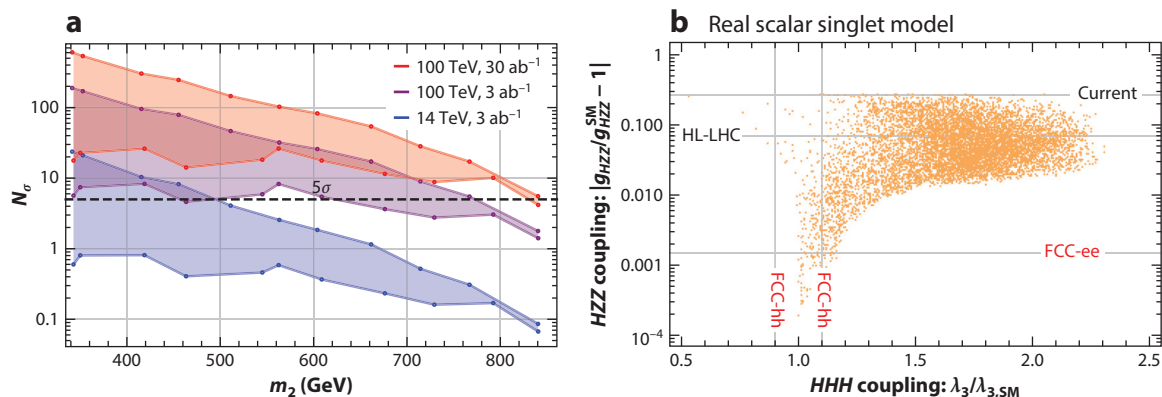 a
100 TeV, 30 ab⁻¹
100 TeV, 3 ab⁻¹
14 TeV, 3 ab⁻¹
5σ
100
10
1
0.1
Nσ
400 500 600 700 800
m₂ (GeV)
b Real scalar singlet model
Current
HL-LHC
FCC-ee
FCC-hh
FCC-hh
1
0.100
0.010
0.001
10⁻⁴
HZZ coupling: |g_HZZ/g_HZZ^SM − 1|
0.5 1.0 1.5 2.0 2.5
HHH coupling: λ₃/λ₃,SM